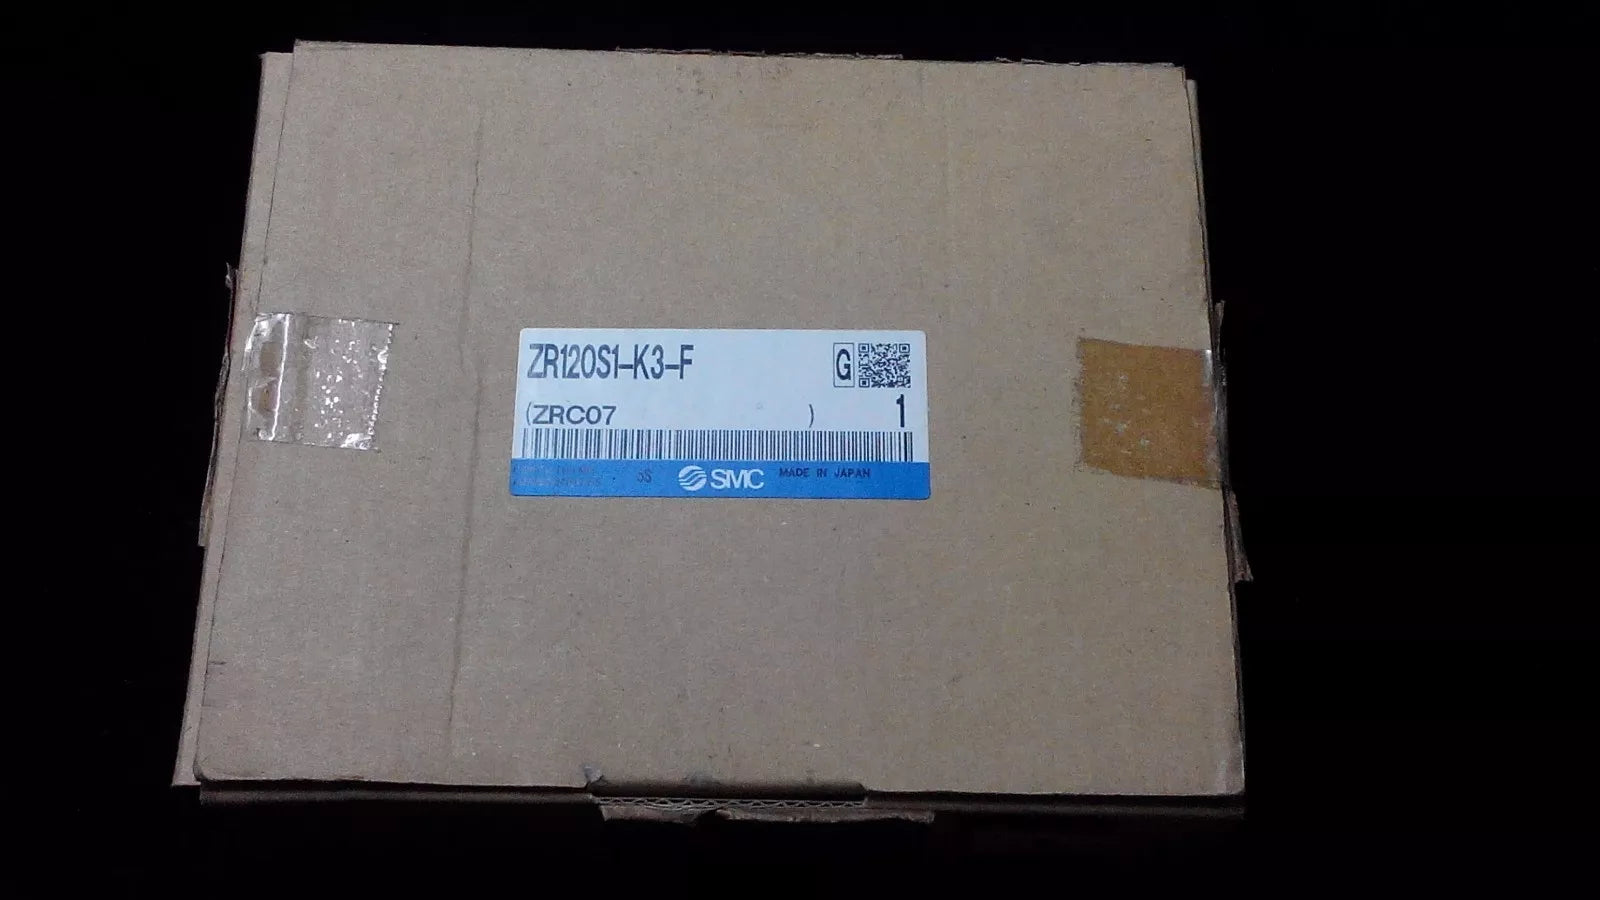 ZR120S1-K3-F
G
(ZRC07 ) 1
SMC MADE IN JAPAN